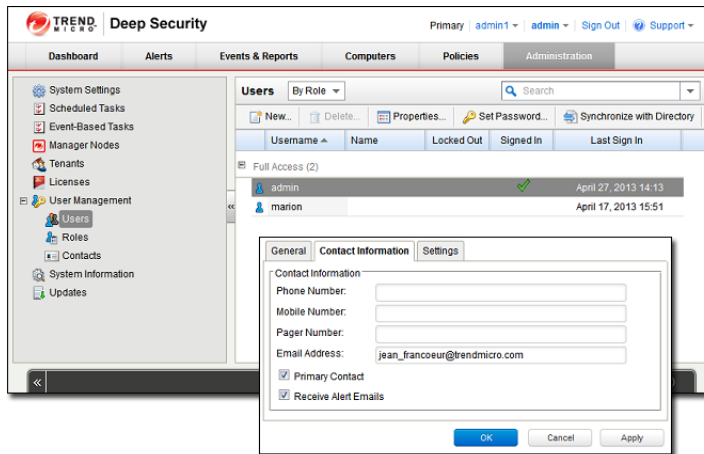 TREND MICRO Deep Security Primary admin1 admin Sign Out Support
Dashboard Alerts Events & Reports Computers Policies Administration
System Settings
Scheduled Tasks
Event-Based Tasks
Manager Nodes
Tenants
Licenses
User Management
Users
Roles
Contacts
System Information
Updates
Users By Role Search
New... Delete... Properties... Set Password... Synchronize with Directory
Username Name Locked Out Signed In Last Sign In
Full Access (2)
admin April 27, 2013 14:13
marion April 17, 2013 15:51
General Contact Information Settings
Contact Information
Phone Number:
Mobile Number:
Pager Number:
Email Address: jean_francoeur@trendmicro.com
Primary Contact
Receive Alert Emails
OK Cancel Apply